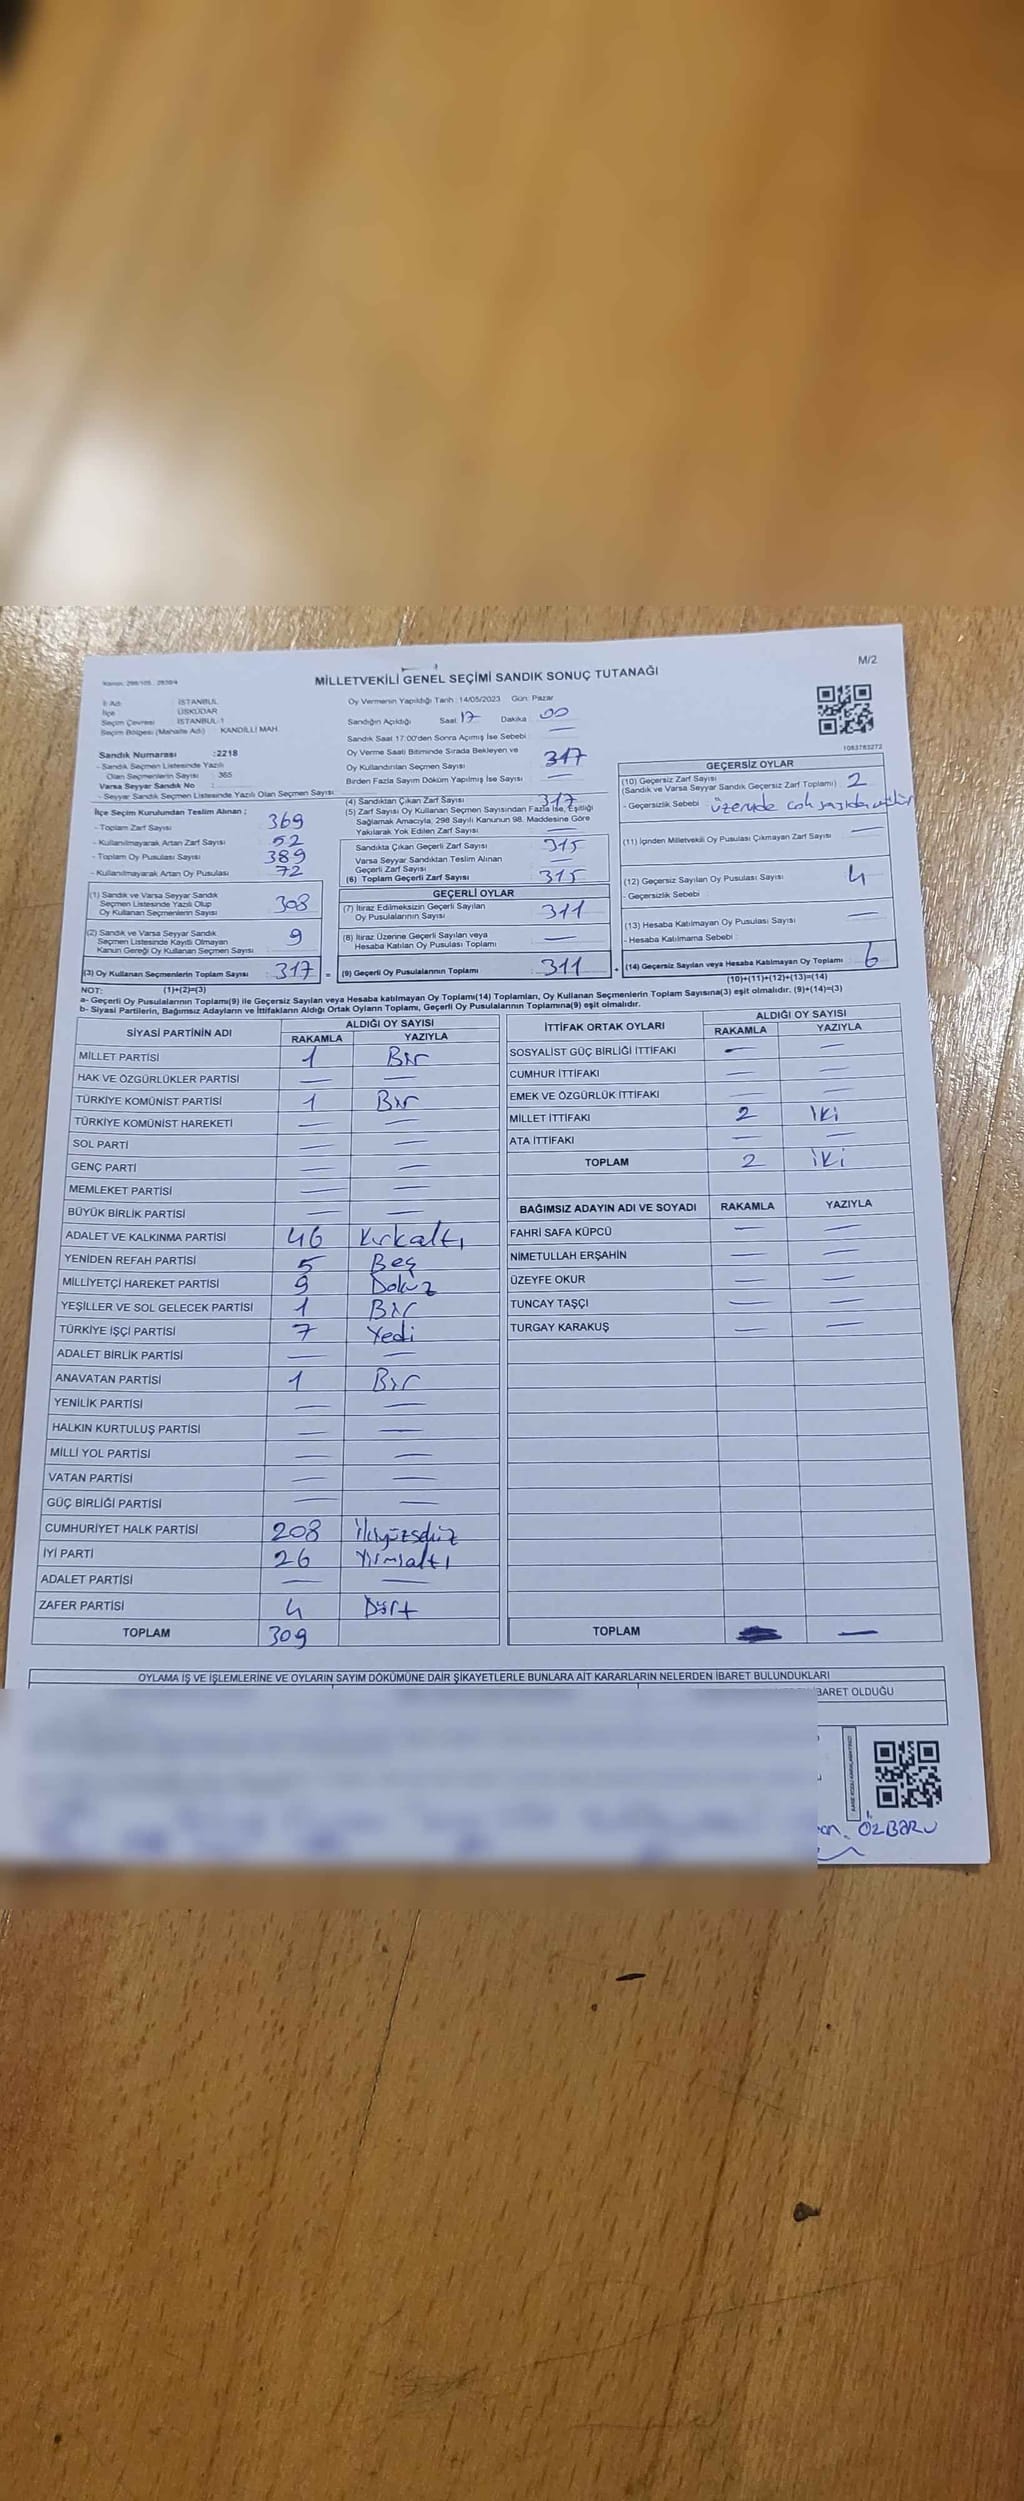 Kanun: 298/105 , 2839/4
MİLLETVEKİLİ GENEL SEÇİMİ SANDIK SONUÇ TUTANAĞI
M/2
İl Adı : İSTANBUL
İlçe : ÜSKÜDAR
Seçim Çevresi : İSTANBUL-1
Seçim Bölgesi (Mahalle Adı) : KANDİLLİ MAH.
Sandık Numarası : 2218
- Sandık Seçmen Listesinde Yazılı
Olan Seçmenlerin Sayısı : 365
Varsa Seyyar Sandık No :
- Seyyar Sandık Seçmen Listesinde Yazılı Olan Seçmen Sayısı
Oy Vermenin Yapıldığı Tarih : 14/05/2023 Gün: Pazar
Sandığın Açıldığı Saat: 17 Dakika : 00
Sandık Saat 17:00'den Sonra Açımış İse Sebebi : —
Oy Verme Saati Bitiminde Sırada Bekleyen ve
Oy Kullandırılan Seçmen Sayısı : 317
Birden Fazla Sayım Döküm Yapılmış İse Sayısı : —
1063783272
İlçe Seçim Kurulundan Teslim Alınan ;
- Toplam Zarf Sayısı : 369
- Kullanılmayarak Artan Zarf Sayısı : 52
- Toplam Oy Pusulası Sayısı : 389
- Kullanılmayarak Artan Oy Pusulası : 72
(1) Sandık ve Varsa Seyyar Sandık
Seçmen Listesinde Yazılı Olup
Oy Kullanan Seçmenlerin Sayısı : 308
(2) Sandık ve Varsa Seyyar Sandık
Seçmen Listesinde Kayıtlı Olmayan
Kanun Gereği Oy Kullanan Seçmen Sayısı : 9
(3) Oy Kullanan Seçmenlerin Toplam Sayısı : 317 =
(4) Sandıktan Çıkan Zarf Sayısı : 317
(5) Zarf Sayısı Oy Kullanan Seçmen Sayısından Fazla İse, Eşitliği
Sağlamak Amacıyla, 298 Sayılı Kanunun 98. Maddesine Göre
Yakılarak Yok Edilen Zarf Sayısı : —
Sandıkta Çıkan Geçerli Zarf Sayısı : 315
Varsa Seyyar Sandıktan Teslim Alınan
Geçerli Zarf Sayısı : —
(6) Toplam Geçerli Zarf Sayısı : 315
GEÇERLİ OYLAR
(7) İtiraz Edilmeksizin Geçerli Sayılan
Oy Pusulalarının Sayısı : 311
(8) İtiraz Üzerine Geçerli Sayılan veya
Hesaba Katılan Oy Pusulası Toplamı : —
(9) Geçerli Oy Pusulalarının Toplamı : 311 +
GEÇERSİZ OYLAR
(10) Geçersiz Zarf Sayısı
(Sandık ve Varsa Seyyar Sandık Geçersiz Zarf Toplamı) : 2
- Geçersizlik Sebebi : üzerinde
(11) İçinden Milletvekili Oy Pusulası Çıkmayan Zarf Sayısı : —
(12) Geçersiz Sayılan Oy Pusulası Sayısı : 4
- Geçersizlik Sebebi :
(13) Hesaba Katılmayan Oy Pusulası Sayısı : —
- Hesaba Katılmama Sebebi :
(14) Geçersiz Sayılan veya Hesaba Katılmayan Oy Toplamı : 6
NOT: (1)+(2)=(3)
(10)+(11)+(12)+(13)=(14)
a- Geçerli Oy Pusulalarının Toplamı(9) ile Geçersiz Sayılan veya Hesaba katılmayan Oy Toplamı(14) Toplamları, Oy Kullanan Seçmenlerin Toplam Sayısına(3) eşit olmalıdır. (9)+(14)=(3)
b- Siyasi Partilerin, Bağımsız Adayların ve İttifakların Aldığı Ortak Oyların Toplamı, Geçerli Oy Pusulalarının Toplamına(9) eşit olmalıdır.
SİYASİ PARTİNİN ADI ALDIĞI OY SAYISI
RAKAMLA YAZIYLA
MİLLET PARTİSİ 1 Bir
HAK VE ÖZGÜRLÜKLER PARTİSİ — —
TÜRKİYE KOMÜNİST PARTİSİ 1 Bir
TÜRKİYE KOMÜNİST HAREKETİ — —
SOL PARTİ — —
GENÇ PARTİ — —
MEMLEKET PARTİSİ — —
BÜYÜK BİRLİK PARTİSİ — —
ADALET VE KALKINMA PARTİSİ 46 Kırkaltı
YENİDEN REFAH PARTİSİ 5 Beş
MİLLİYETÇİ HAREKET PARTİSİ 9 Dokuz
YEŞİLLER VE SOL GELECEK PARTİSİ 1 Bir
TÜRKİYE İŞÇİ PARTİSİ 7 Yedi
ADALET BİRLİK PARTİSİ — —
ANAVATAN PARTİSİ 1 Bir
YENİLİK PARTİSİ — —
HALKIN KURTULUŞ PARTİSİ — —
MİLLİ YOL PARTİSİ — —
VATAN PARTİSİ — —
GÜÇ BİRLİĞİ PARTİSİ — —
CUMHURİYET HALK PARTİSİ 208 İkiyüzsekiz
İYİ PARTİ 26 Yirmialtı
ADALET PARTİSİ — —
ZAFER PARTİSİ 4 Dört
TOPLAM 309
İTTİFAK ORTAK OYLARI ALDIĞI OY SAYISI
RAKAMLA YAZIYLA
SOSYALİST GÜÇ BİRLİĞİ İTTİFAKI — —
CUMHUR İTTİFAKI — —
EMEK VE ÖZGÜRLÜK İTTİFAKI — —
MİLLET İTTİFAKI 2 İki
ATA İTTİFAKI — —
TOPLAM 2 iki
BAĞIMSIZ ADAYIN ADI VE SOYADI RAKAMLA YAZIYLA
FAHRİ SAFA KÜPCÜ — —
NİMETULLAH ERŞAHİN — —
ÜZEYFE OKUR — —
TUNCAY TAŞÇİ — —
TURGAY KARAKUŞ — —
TOPLAM —
OYLAMA İŞ VE İŞLEMLERİNE VE OYLARIN SAYIM DÖKÜMÜNE DAİR ŞİKAYETLERLE BUNLARA AİT KARARLARIN NELERDEN İBARET BULUNDUKLARI
İBARET OLDUĞU
ÖZBARU